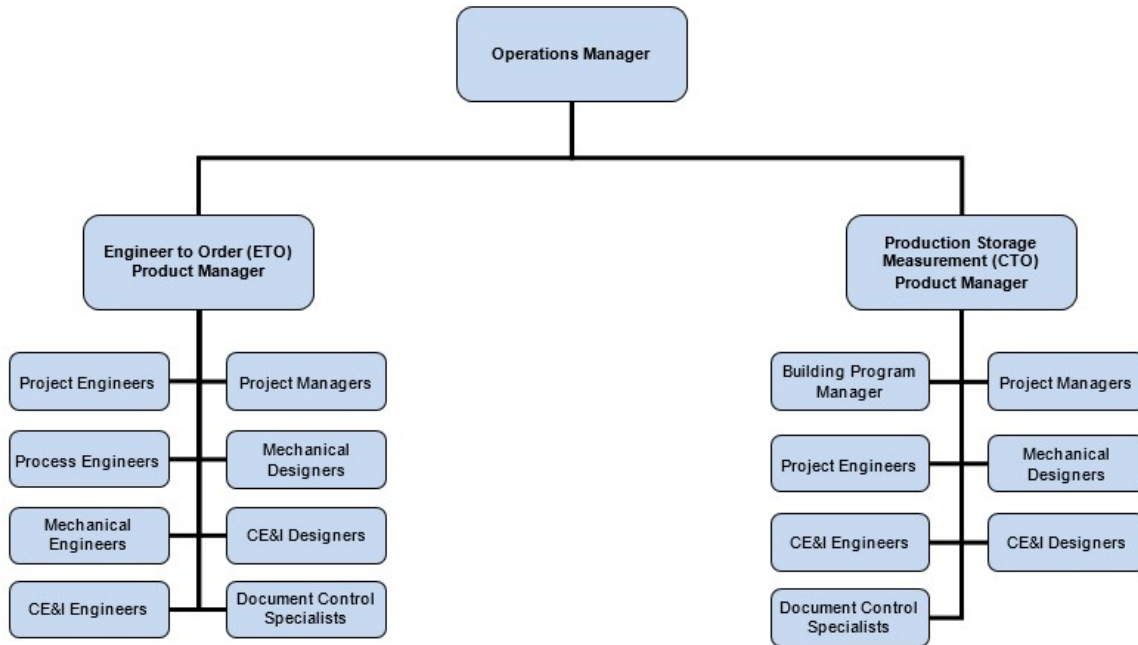 Operations Manager
Engineer to Order (ETO)
Product Manager
Production Storage
Measurement (CTO)
Product Manager
Project Engineers
Project Managers
Process Engineers
Mechanical
Designers
Mechanical
Engineers
CE&I Designers
CE&I Engineers
Document Control
Specialists
Building Program
Manager
Project Managers
Project Engineers
Mechanical
Designers
CE&I Engineers
CE&I Designers
Document Control
Specialists